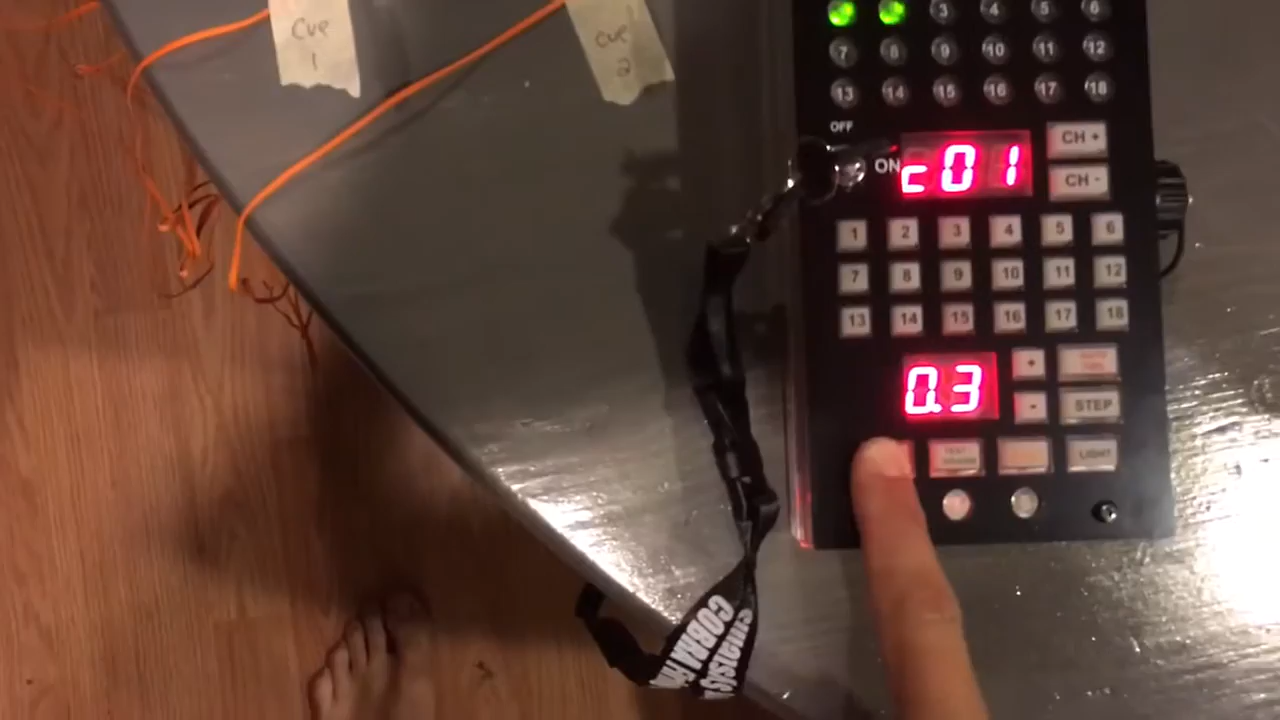 cue
1
cue
2
3 4 5 6
7 8 9 10 11 12
13 14 15 16 17 18
OFF
ON
c01
CH +
CH -
1 2 3 4 5 6
7 8 9 10 11 12
13 14 15 16 17 18
0.3
+
-
STEP
TEST
LIGHT
COBRA